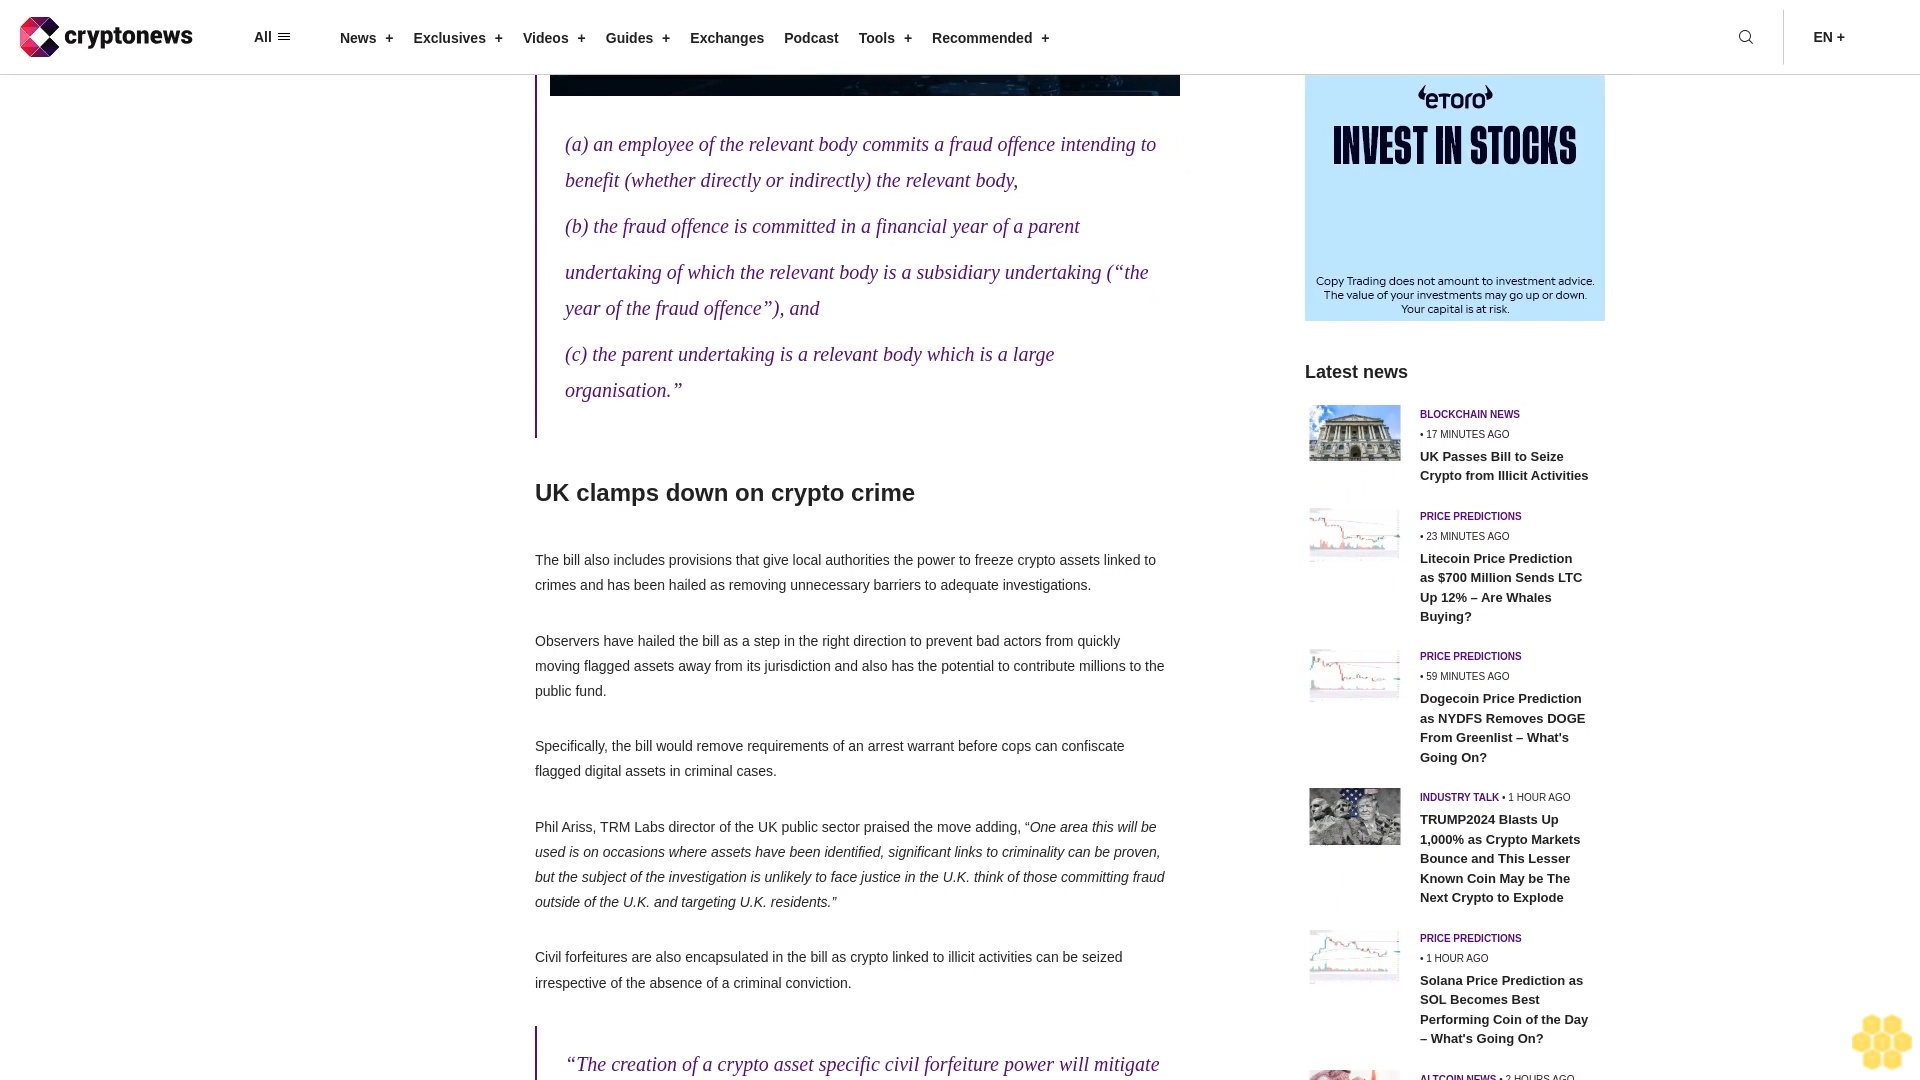 cryptonews
All
News +
Exclusives +
Videos +
Guides +
Exchanges
Podcast
Tools +
Recommended +
EN +
(a) an employee of the relevant body commits a fraud offence intending to
benefit (whether directly or indirectly) the relevant body,
(b) the fraud offence is committed in a financial year of a parent
undertaking of which the relevant body is a subsidiary undertaking (“the
year of the fraud offence”), and
(c) the parent undertaking is a relevant body which is a large
organisation.”
UK clamps down on crypto crime
The bill also includes provisions that give local authorities the power to freeze crypto assets linked to
crimes and has been hailed as removing unnecessary barriers to adequate investigations.
Observers have hailed the bill as a step in the right direction to prevent bad actors from quickly
moving flagged assets away from its jurisdiction and also has the potential to contribute millions to the
public fund.
Specifically, the bill would remove requirements of an arrest warrant before cops can confiscate
flagged digital assets in criminal cases.
Phil Ariss, TRM Labs director of the UK public sector praised the move adding, “One area this will be
used is on occasions where assets have been identified, significant links to criminality can be proven,
but the subject of the investigation is unlikely to face justice in the U.K. think of those committing fraud
outside of the U.K. and targeting U.K. residents.”
Civil forfeitures are also encapsulated in the bill as crypto linked to illicit activities can be seized
irrespective of the absence of a criminal conviction.
“The creation of a crypto asset specific civil forfeiture power will mitigate
etoro
INVEST IN STOCKS
Copy Trading does not amount to investment advice.
The value of your investments may go up or down.
Your capital is at risk.
Latest news
BLOCKCHAIN NEWS
• 17 MINUTES AGO
UK Passes Bill to Seize
Crypto from Illicit Activities
PRICE PREDICTIONS
• 23 MINUTES AGO
Litecoin Price Prediction
as $700 Million Sends LTC
Up 12% – Are Whales
Buying?
PRICE PREDICTIONS
• 59 MINUTES AGO
Dogecoin Price Prediction
as NYDFS Removes DOGE
From Greenlist – What's
Going On?
INDUSTRY TALK • 1 HOUR AGO
TRUMP2024 Blasts Up
1,000% as Crypto Markets
Bounce and This Lesser
Known Coin May be The
Next Crypto to Explode
PRICE PREDICTIONS
• 1 HOUR AGO
Solana Price Prediction as
SOL Becomes Best
Performing Coin of the Day
– What's Going On?
ALTCOIN NEWS • 2 HOURS AGO